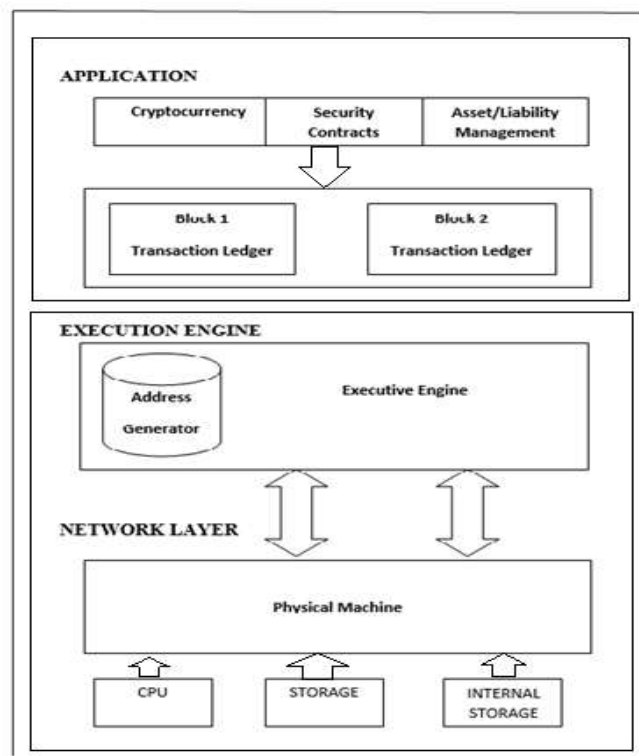 APPLICATION
Cryptocurrency
Security
Contracts
Asset/Liability
Management
Block 1
Transaction Ledger
Block 2
Transaction Ledger
EXECUTION ENGINE
Address
Generator
Executive Engine
NETWORK LAYER
Physical Machine
CPU
STORAGE
INTERNAL
STORAGE